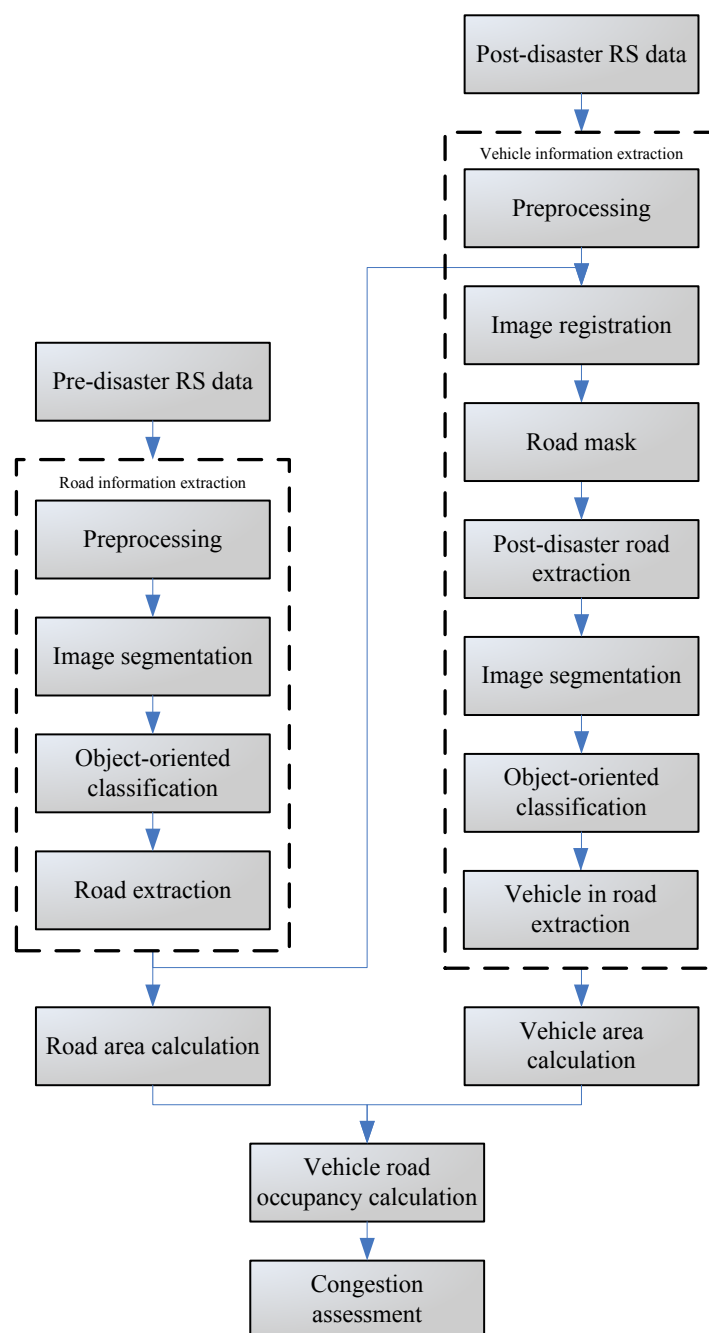 Post-disaster RS data
Vehicle information extraction
Preprocessing
Image registration
Road mask
Post-disaster road
extraction
Image segmentation
Object-oriented
classification
Vehicle in road
extraction
Vehicle area
calculation
Pre-disaster RS data
Road information extraction
Preprocessing
Image segmentation
Object-oriented
classification
Road extraction
Road area calculation
Vehicle road
occupancy calculation
Congestion
assessment